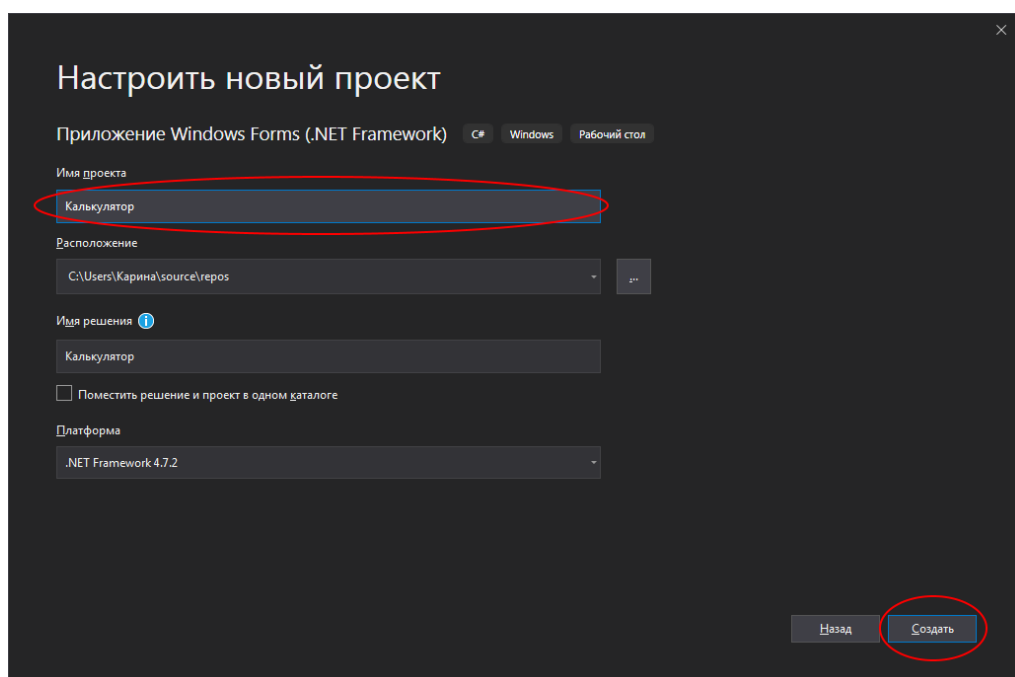 Настроить новый проект
Приложение Windows Forms (.NET Framework) C# Windows Рабочий стол
Имя проекта
Калькулятор
Расположение
C:\Users\Карина\source\repos
...
Имя решения
Калькулятор
Поместить решение и проект в одном каталоге
Платформа
.NET Framework 4.7.2
Назад Создать